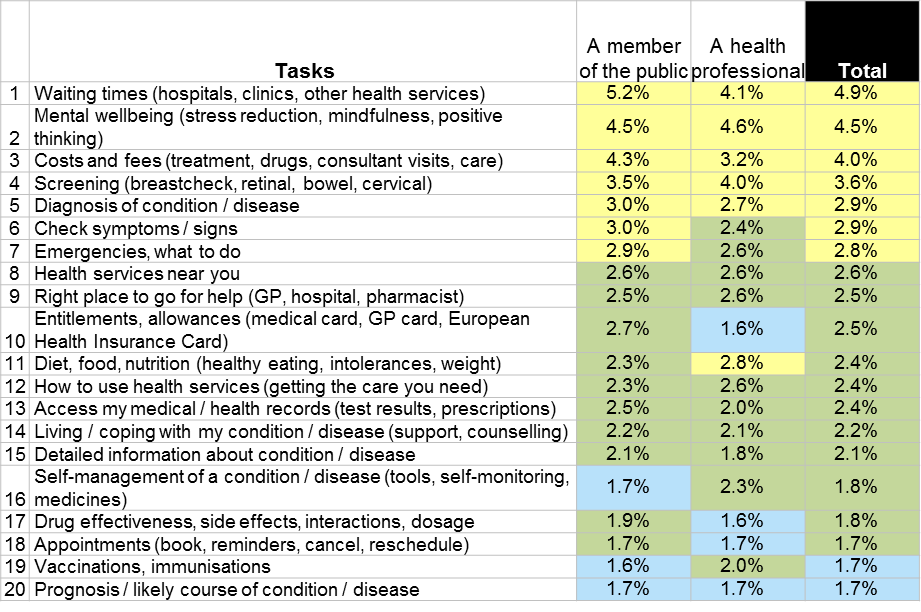 Tasks A member of the public A health professional Total
1 Waiting times (hospitals, clinics, other health services) 5.2% 4.1% 4.9%
2 Mental wellbeing (stress reduction, mindfulness, positive thinking) 4.5% 4.6% 4.5%
3 Costs and fees (treatment, drugs, consultant visits, care) 4.3% 3.2% 4.0%
4 Screening (breastcheck, retinal, bowel, cervical) 3.5% 4.0% 3.6%
5 Diagnosis of condition / disease 3.0% 2.7% 2.9%
6 Check symptoms / signs 3.0% 2.4% 2.9%
7 Emergencies, what to do 2.9% 2.6% 2.8%
8 Health services near you 2.6% 2.6% 2.6%
9 Right place to go for help (GP, hospital, pharmacist) 2.5% 2.6% 2.5%
10 Entitlements, allowances (medical card, GP card, European Health Insurance Card) 2.7% 1.6% 2.5%
11 Diet, food, nutrition (healthy eating, intolerances, weight) 2.3% 2.8% 2.4%
12 How to use health services (getting the care you need) 2.3% 2.6% 2.4%
13 Access my medical / health records (test results, prescriptions) 2.5% 2.0% 2.4%
14 Living / coping with my condition / disease (support, counselling) 2.2% 2.1% 2.2%
15 Detailed information about condition / disease 2.1% 1.8% 2.1%
16 Self-management of a condition / disease (tools, self-monitoring, medicines) 1.7% 2.3% 1.8%
17 Drug effectiveness, side effects, interactions, dosage 1.9% 1.6% 1.8%
18 Appointments (book, reminders, cancel, reschedule) 1.7% 1.7% 1.7%
19 Vaccinations, immunisations 1.6% 2.0% 1.7%
20 Prognosis / likely course of condition / disease 1.7% 1.7% 1.7%